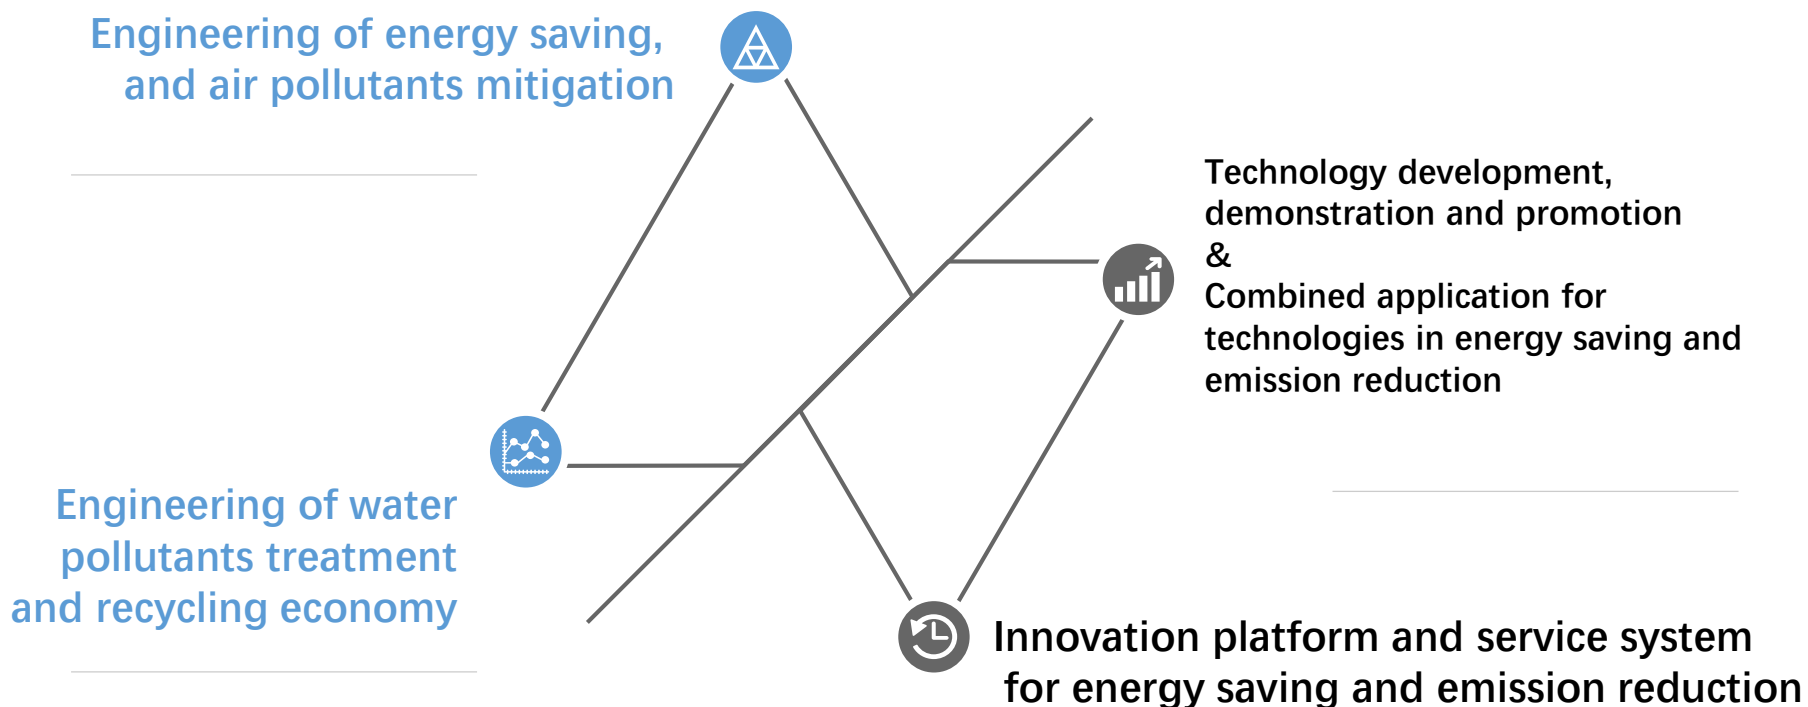 Engineering of energy saving,
and air pollutants mitigation
Technology development,
demonstration and promotion
&
Combined application for
technologies in energy saving and
emission reduction
Engineering of water
pollutants treatment
and recycling economy
Innovation platform and service system
for energy saving and emission reduction